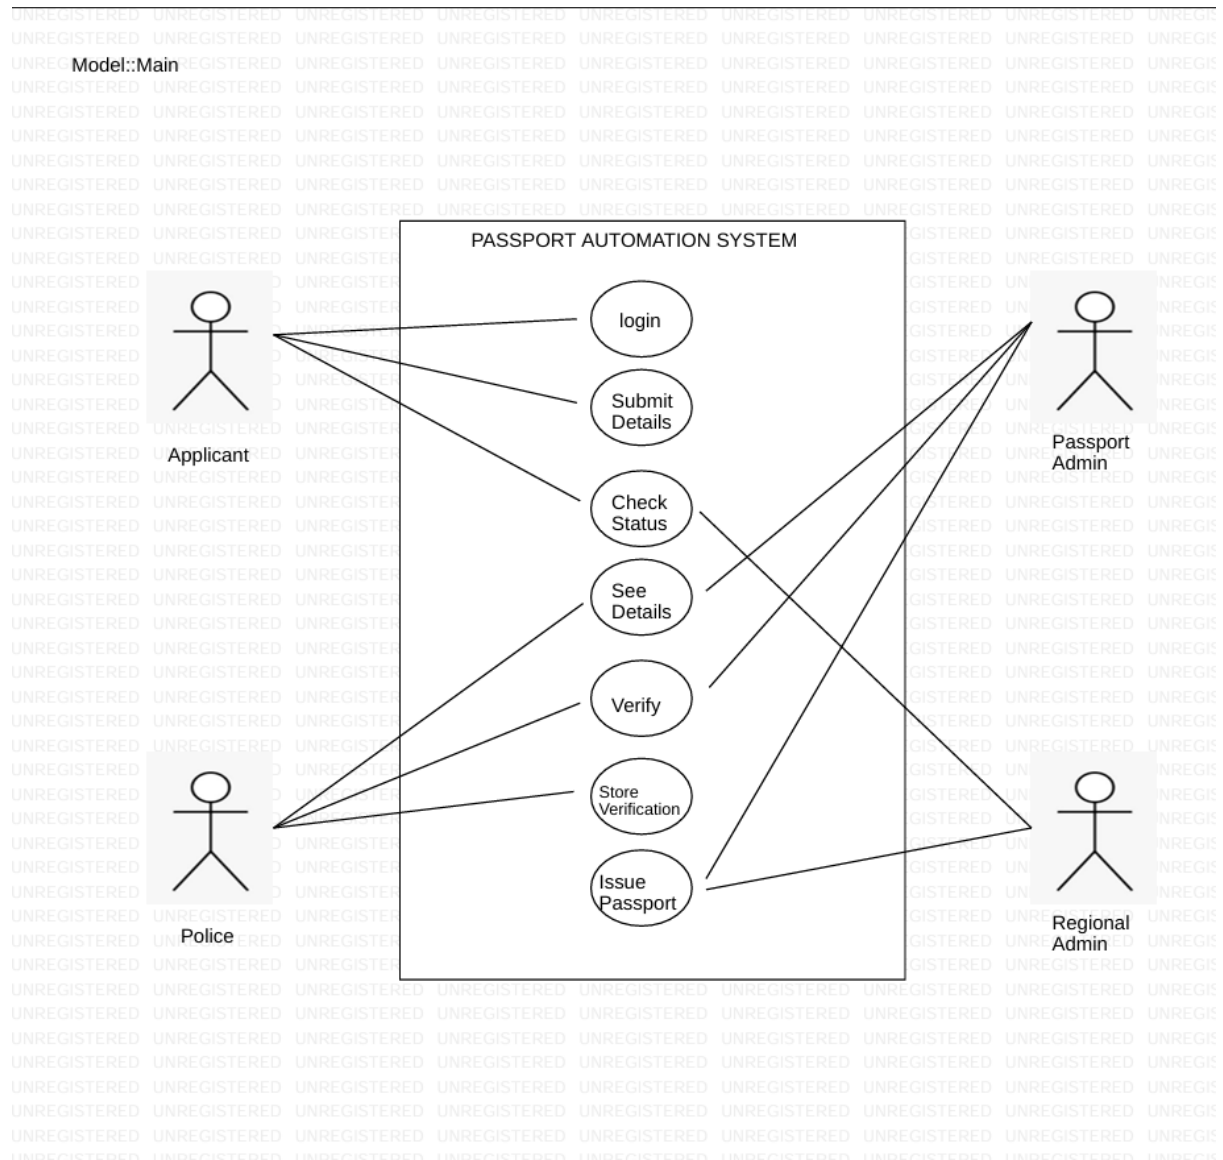 Model::Main
PASSPORT AUTOMATION SYSTEM
login
Submit
Details
Applicant
Passport
Admin
Check
Status
See
Details
Verify
Store
Verification
Issue
Passport
Police
Regional
Admin
UNREGISTERED